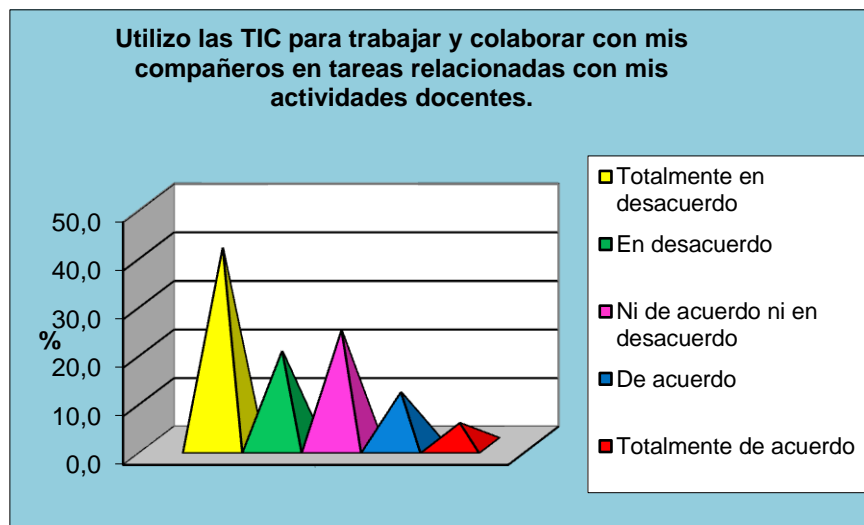 Utilizo las TIC para trabajar y colaborar con mis
compañeros en tareas relacionadas con mis
actividades docentes.
50,0
40,0
30,0
20,0
10,0
0,0
%
Totalmente en
desacuerdo
En desacuerdo
Ni de acuerdo ni en
desacuerdo
De acuerdo
Totalmente de acuerdo